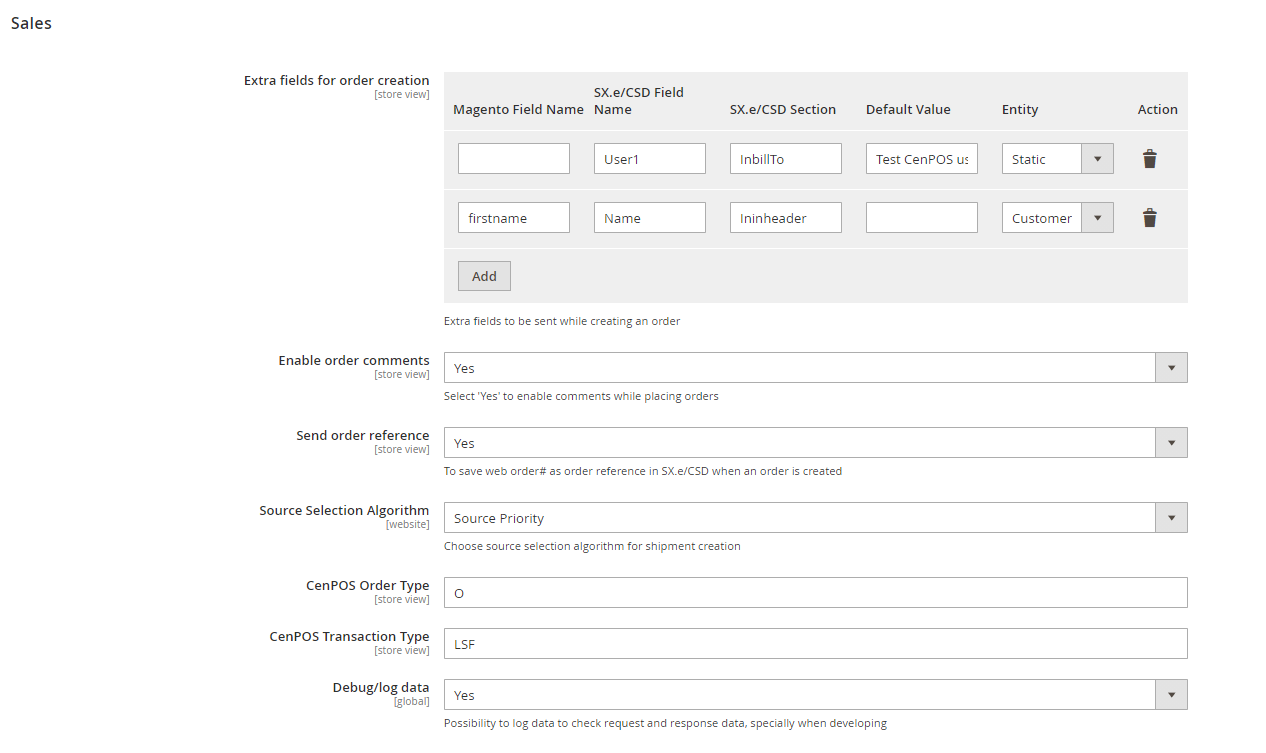 Sales
Extra fields for order creation
[store view]
Magento Field Name
SX.e/CSD Field Name
SX.e/CSD Section
Default Value
Entity
Action
User1
InbillTo
Test CenPOS us
Static
firstname
Name
Ininheader
Customer
Add
Extra fields to be sent while creating an order
Enable order comments
[store view]
Yes
Select 'Yes' to enable comments while placing orders
Send order reference
[store view]
Yes
To save web order# as order reference in SX.e/CSD when an order is created
Source Selection Algorithm
[website]
Source Priority
Choose source selection algorithm for shipment creation
CenPOS Order Type
[store view]
O
CenPOS Transaction Type
[store view]
LSF
Debug/log data
[global]
Yes
Possibility to log data to check request and response data, specially when developing